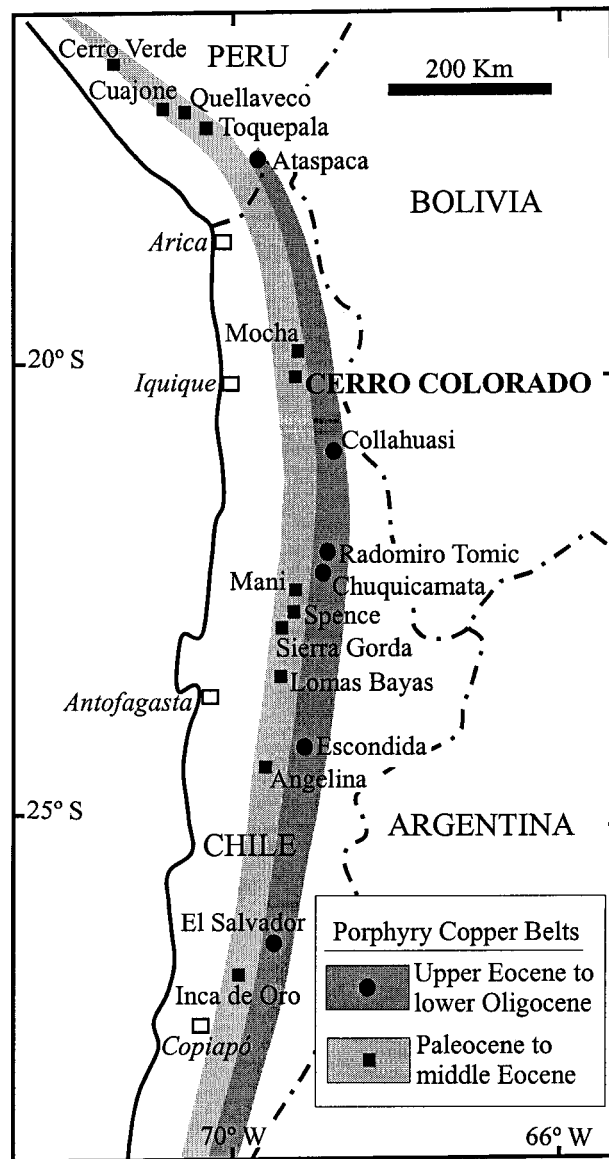 Cerro Verde
PERU
200 Km
Cuajone
Quellaveco
Toquepala
Ataspaca
BOLIVIA
Arica
Mocha
20° S
Iquique
CERRO COLORADO
Collahuasi
Radomiro Tomic
Mani
Chuquicamata
Spence
Sierra Gorda
Lomas Bayas
Antofagasta
Escondida
Angelina
25° S
CHILE
ARGENTINA
El Salvador
Inca de Oro
Copiapó
Porphyry Copper Belts
Upper Eocene to
lower Oligocene
Paleocene to
middle Eocene
70° W
66° W